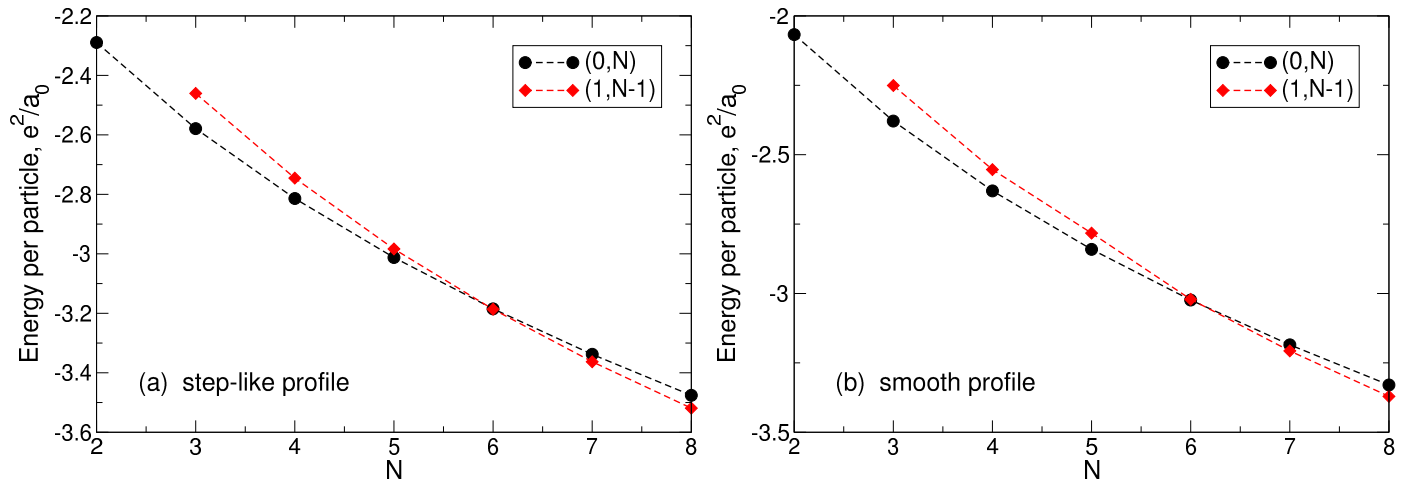 -2.2
-2.4
-2.6
-2.8
-3
-3.2
-3.4
-3.6
2 3 4 5 6 7 8
N
Energy per particle, e²/a₀
(0,N)
(1,N-1)
(a) step-like profile
-2
-2.5
-3
-3.5
2 3 4 5 6 7 8
N
Energy per particle, e²/a₀
(0,N)
(1,N-1)
(b) smooth profile